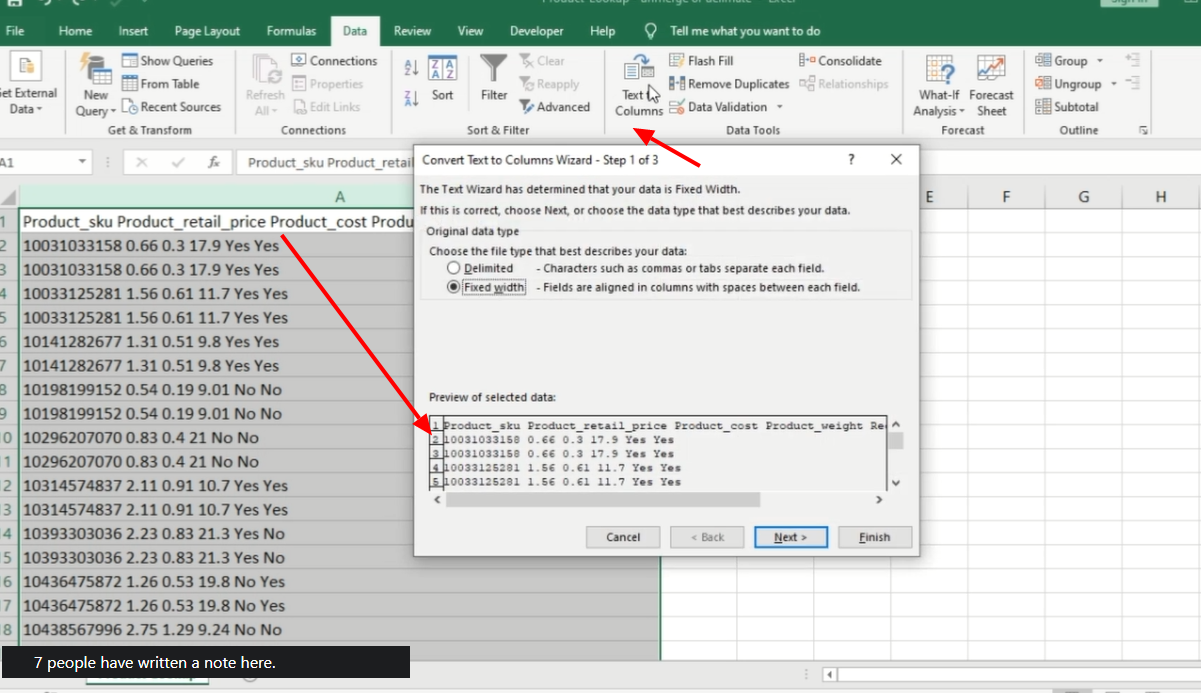 File Home Insert Page Layout Formulas Data Review View Developer Help Tell me what you want to do
Get External Data
New Query
Show Queries
From Table
Recent Sources
Get & Transform
Refresh All
Connections
Properties
Edit Links
Connections
Sort
Filter
Clear
Reapply
Advanced
Sort & Filter
Text to Columns
Flash Fill
Remove Duplicates
Data Validation
Consolidate
Relationships
Data Tools
What-If Analysis
Forecast Sheet
Forecast
Group
Ungroup
Subtotal
Outline
A1
fx
Product_sku Product_retail
A E F G H
Product_sku Product_retail_price Product_cost Produ
2 10031033158 0.66 0.3 17.9 Yes Yes
3 10031033158 0.66 0.3 17.9 Yes Yes
4 10033125281 1.56 0.61 11.7 Yes Yes
5 10033125281 1.56 0.61 11.7 Yes Yes
6 10141282677 1.31 0.51 9.8 Yes Yes
7 10141282677 1.31 0.51 9.8 Yes Yes
8 10198199152 0.54 0.19 9.01 No No
9 10198199152 0.54 0.19 9.01 No No
0 10296207070 0.83 0.4 21 No No
1 10296207070 0.83 0.4 21 No No
2 10314574837 2.11 0.91 10.7 Yes Yes
3 10314574837 2.11 0.91 10.7 Yes Yes
4 10393303036 2.23 0.83 21.3 Yes No
5 10393303036 2.23 0.83 21.3 Yes No
6 10436475872 1.26 0.53 19.8 No Yes
7 10436475872 1.26 0.53 19.8 No Yes
8 10438567996 2.75 1.29 9.24 No No
Convert Text to Columns Wizard - Step 1 of 3
?
The Text Wizard has determined that your data is Fixed Width.
If this is correct, choose Next, or choose the data type that best describes your data.
Original data type
Choose the file type that best describes your data:
Delimited - Characters such as commas or tabs separate each field.
Fixed width - Fields are aligned in columns with spaces between each field.
Preview of selected data:
1 Product_sku Product_retail_price Product_cost Product_weight Re
2 10031033158 0.66 0.3 17.9 Yes Yes
3 10031033158 0.66 0.3 17.9 Yes Yes
4 10033125281 1.56 0.61 11.7 Yes Yes
5 10033125281 1.56 0.61 11.7 Yes Yes
Cancel < Back Next > Finish
7 people have written a note here.